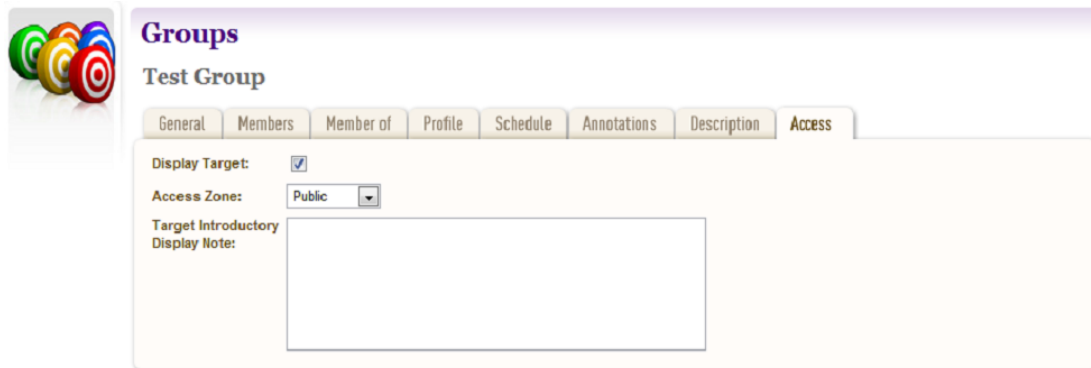 Groups
Test Group
General Members Member of Profile Schedule Annotations Description Access
Display Target:
Access Zone: Public
Target Introductory
Display Note: